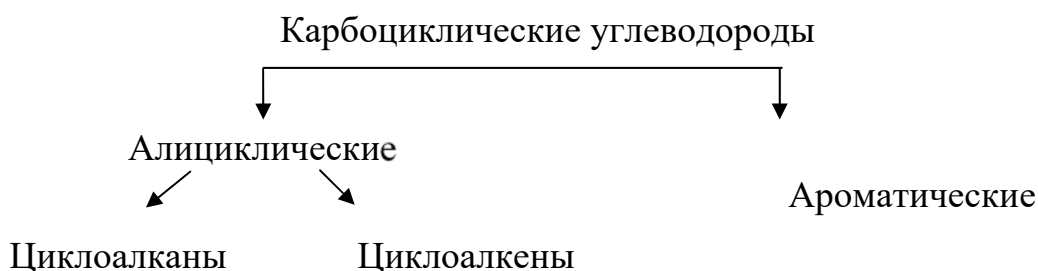 Карбоциклические углеводороды
Алициклические
Ароматические
Циклоалканы Циклоалкены